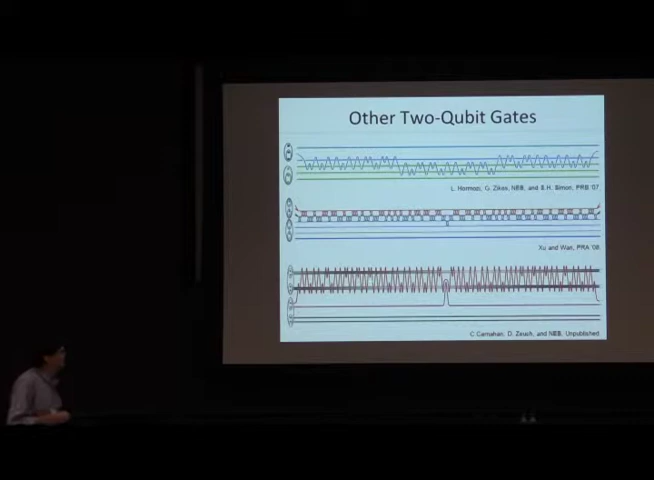 Other Two-Qubit Gates
L. Hormozi, G. Zikos, NEB, and S.H. Simon, PRB '07
Xu and Wan, PRA '08
C. Carnahan, D. Zeuch, and NEB, Unpublished